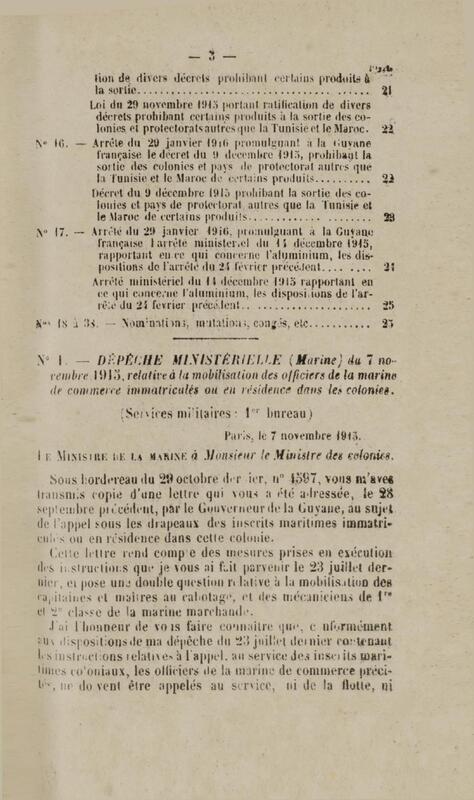 — 3 —
Pages
tion de divers décrets prohibant certains produits à
la sortie........................................ 21
Loi du 29 novembre 1915 portant ratification de divers
décrets prohibant certains produits à la sortie des co-
lonies et protectorats autres que la Tunisie et le Maroc. 22
Nº 16. — Arrêté du 29 janvier 1916 promulguant à la Guyane
française le décret du 9 décembre 1915, prohibant la
sortie des colonies et pays de protectorat autres que
la Tunisie et le Maroc de certains produits.......... 22
Décret du 9 décembre 1915 prohibant la sortie des co-
lonies et pays de protectorat autres que la Tunisie et
le Maroc de certains produits.................. 23
Nº 17. — Arrêté du 29 janvier 1916, promulguant à la Guyane
française l'arrêté ministériel du 14 décembre 1915,
rapportant en ce qui concerne l'aluminium, les dis-
positions de l'arrêté du 24 février précédent......... 24
Arrêté ministériel du 14 décembre 1915 rapportant en
ce qui concerne l'aluminium, les dispositions de l'ar-
rêté du 24 février précédent.................... 25
Nos 18 à 38. — Nominations, mutations, congés, etc........... 25
Nº 1. — DÉPÊCHE MINISTÉRIELLE (Marine) du 7 no-
vembre 1915, relative à la mobilisation des officiers de la marine
de commerce immatriculés ou en résidence dans les colonies.
(Services militaires : 1er bureau)
Paris, le 7 novembre 1915.
LE MINISTRE DE LA MARINE à Monsieur le Ministre des colonies.
Sous bordereau du 29 octobre dernier, nº 4597, vous m'avez
transmis copie d'une lettre qui vous a été adressée, le 28
septembre précédent, par le Gouverneur de la Guyane, au sujet
de l'appel sous les drapeaux des inscrits maritimes immatri-
culés ou en résidence dans cette colonie.
Cette lettre rend compte des mesures prises en exécution
des instructions que je vous ai fait parvenir le 23 juillet der-
nier, et pose une double question relative à la mobilisation des
capitaines et maîtres au cabotage, et des mécaniciens de 1re
et 2e classe de la marine marchande.
J'ai l'honneur de vous faire connaître que, conformément
aux dispositions de ma dépêche du 23 juillet dernier contenant
les instructions relatives à l'appel, au service des inscrits mari-
times coloniaux, les officiers de la marine de commerce préci-
tés, ne doivent être appelés au service, ni de la flotte, ni